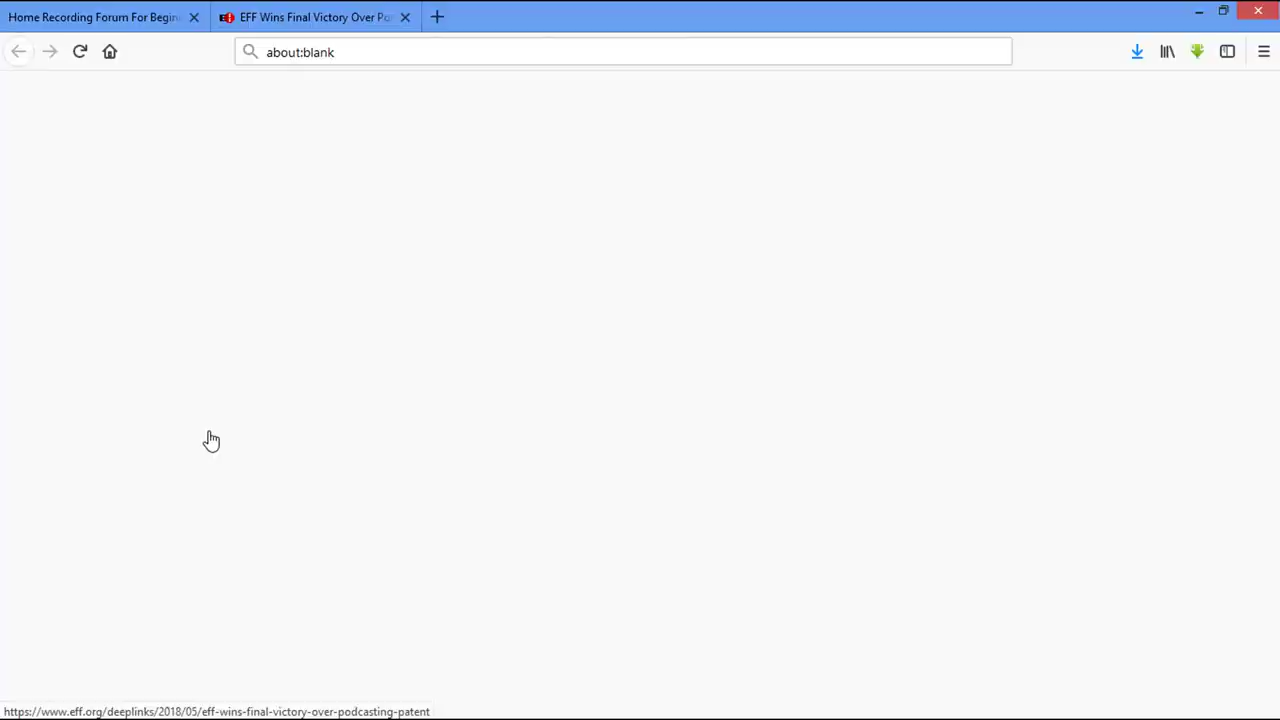 Home Recording Forum For Begin
EFF Wins Final Victory Over Po
about:blank
https://www.eff.org/deeplinks/2018/05/eff-wins-final-victory-over-podcasting-patent